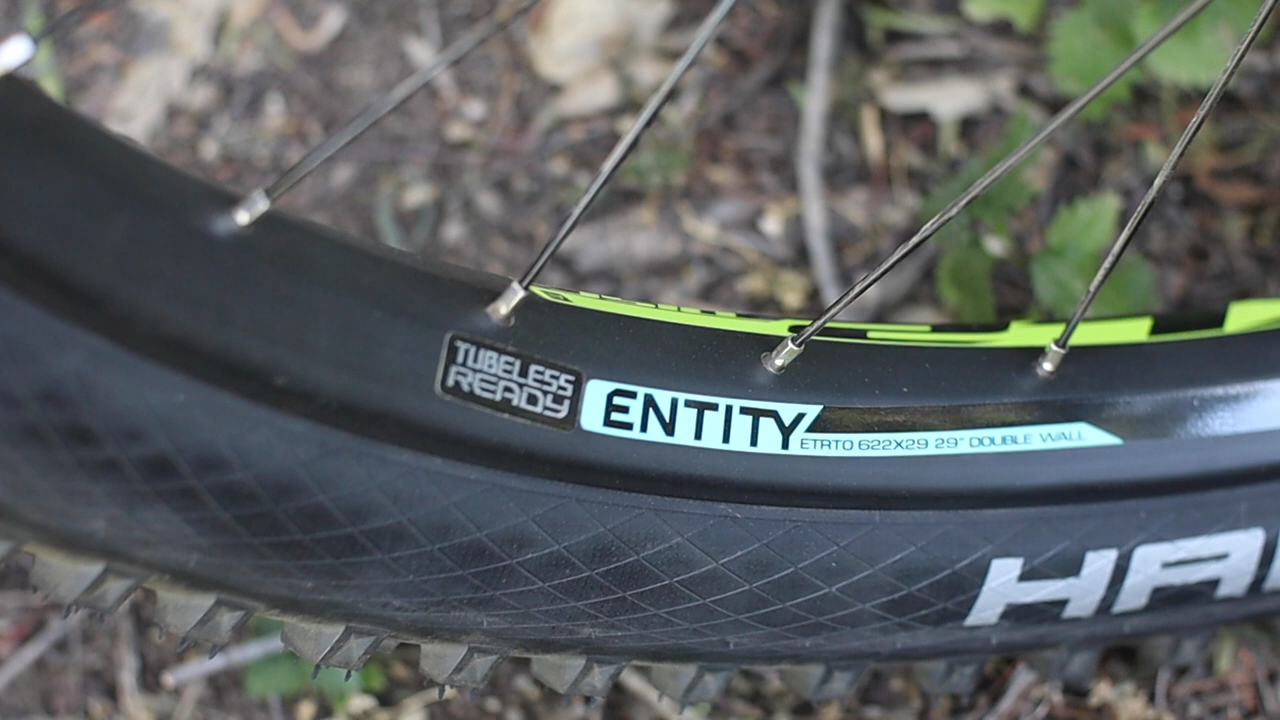 TUBELESS
READY
ENTITY
ETRTO 622X29 29" DOUBLE WALL
HA